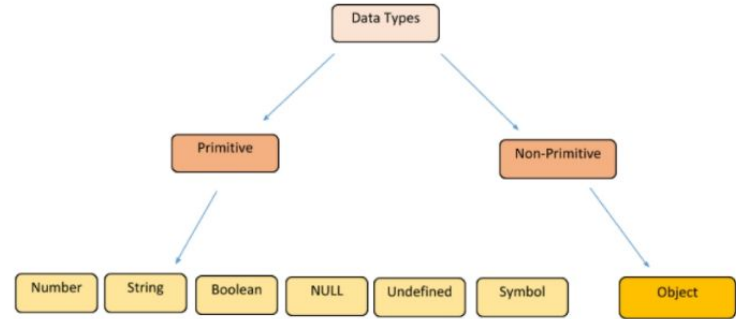 Data Types
Primitive
Non-Primitive
Number
String
Boolean
NULL
Undefined
Symbol
Object